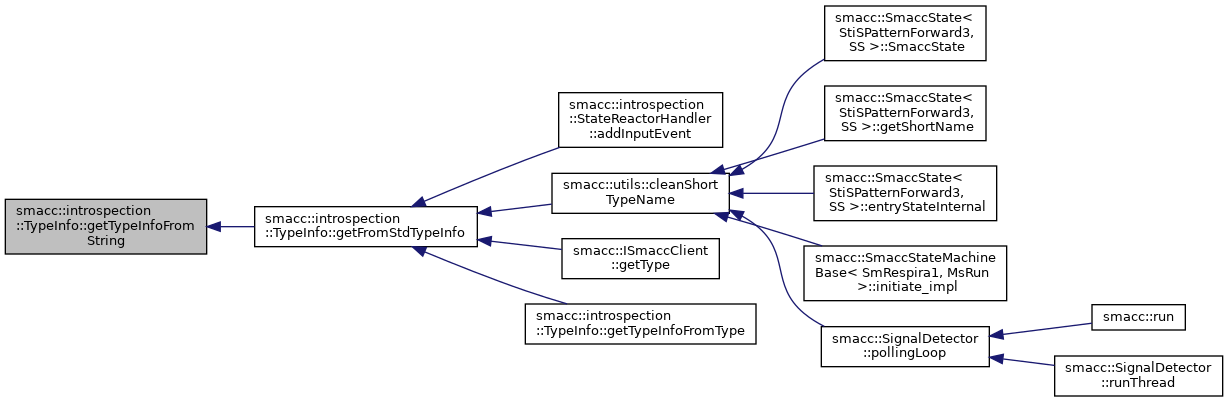 smacc::introspection
::TypeInfo::getTypeInfoFrom
String
smacc::introspection
::TypeInfo::getFromStdTypeInfo
smacc::introspection
::StateReactorHandler
::addInputEvent
smacc::utils::cleanShort
TypeName
smacc::ISmaccClient
::getType
smacc::introspection
::TypeInfo::getTypeInfoFromType
smacc::SmaccState<
StiSPatternForward3,
SS >::SmaccState
smacc::SmaccState<
StiSPatternForward3,
SS >::getShortName
smacc::SmaccState<
StiSPatternForward3,
SS >::entryStateInternal
smacc::SmaccStateMachine
Base< SmRespira1, MsRun
>::initiate_impl
smacc::SignalDetector
::pollingLoop
smacc::run
smacc::SignalDetector
::runThread